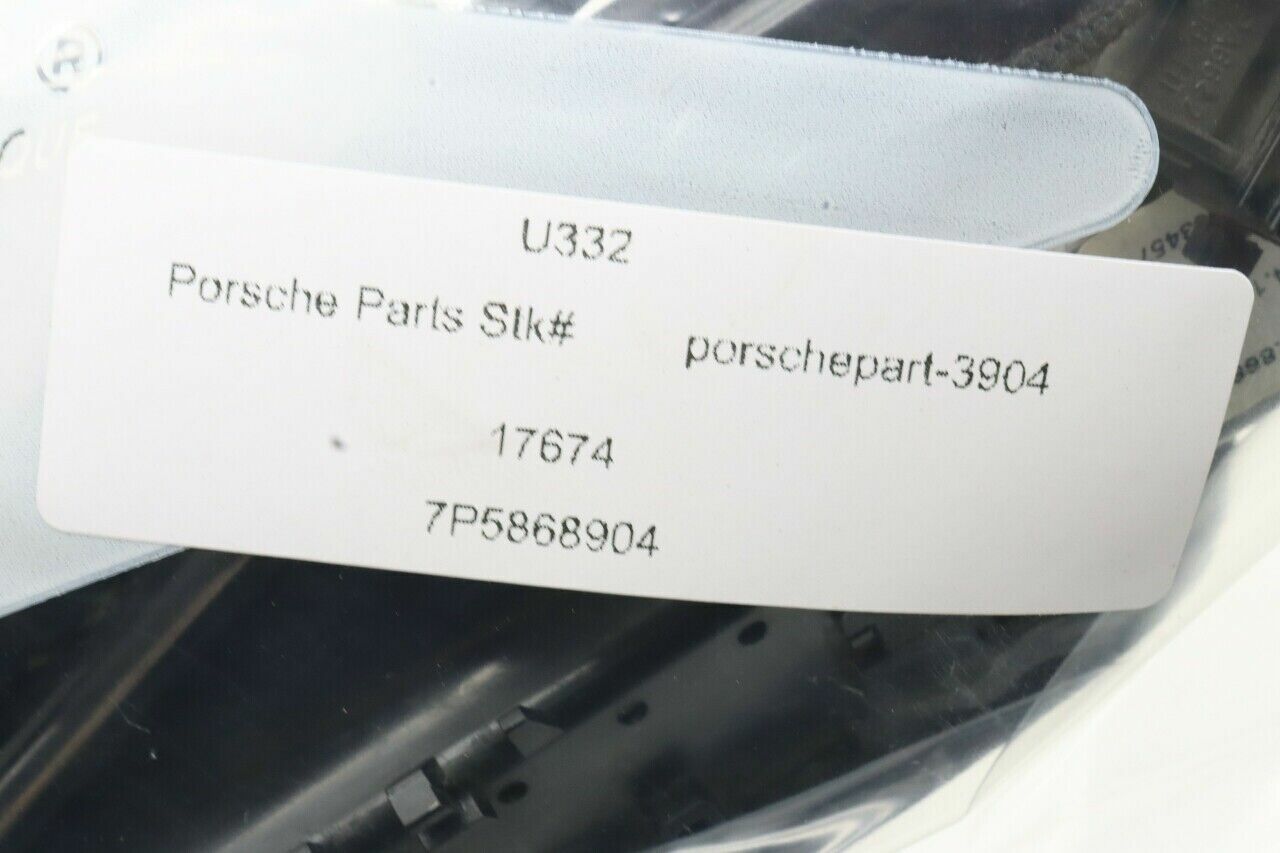 ®
U332
Porsche Parts Stk# porschepart-3904
17674
7P5868904